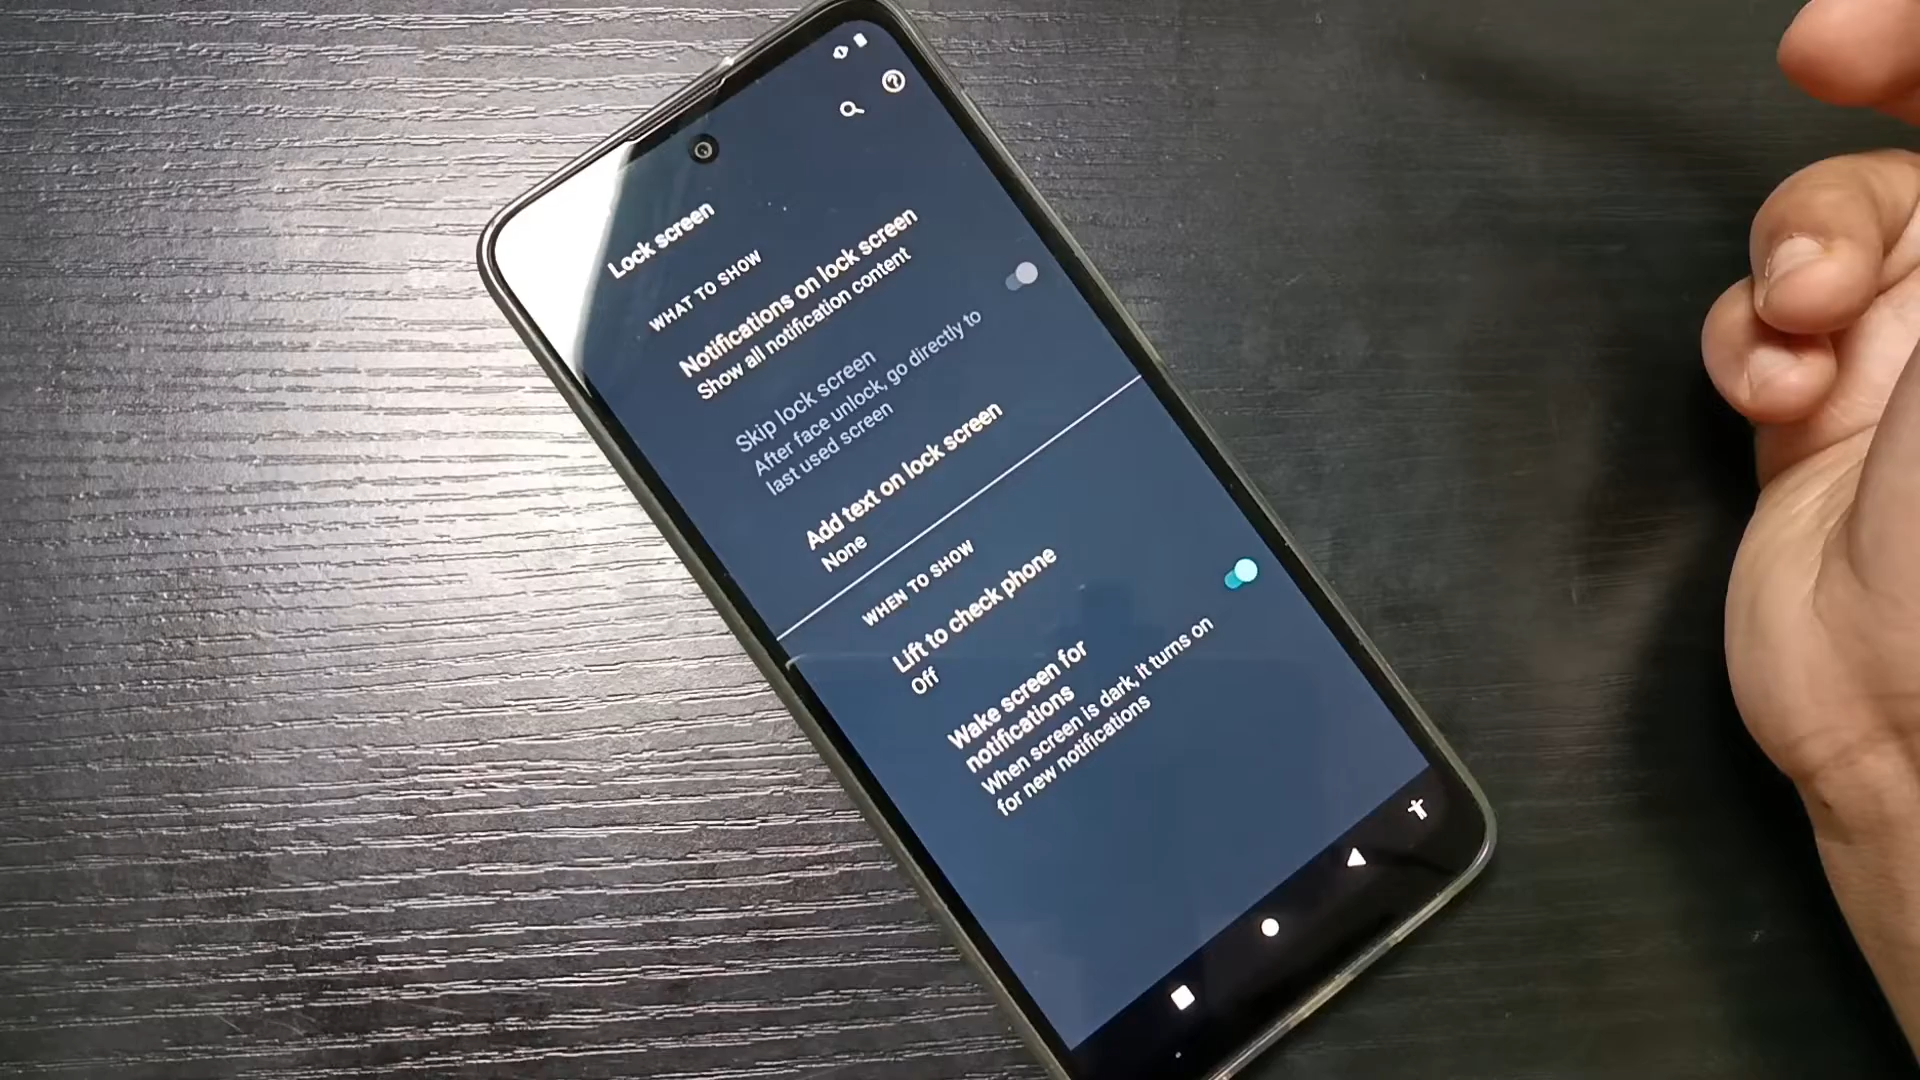 Lock screen
WHAT TO SHOW
Notifications on lock screen
Show all notification content
Skip lock screen
After face unlock, go directly to
last used screen
Add text on lock screen
None
WHEN TO SHOW
Lift to check phone
Off
Wake screen for
notifications
When screen is dark, it turns on
for new notifications